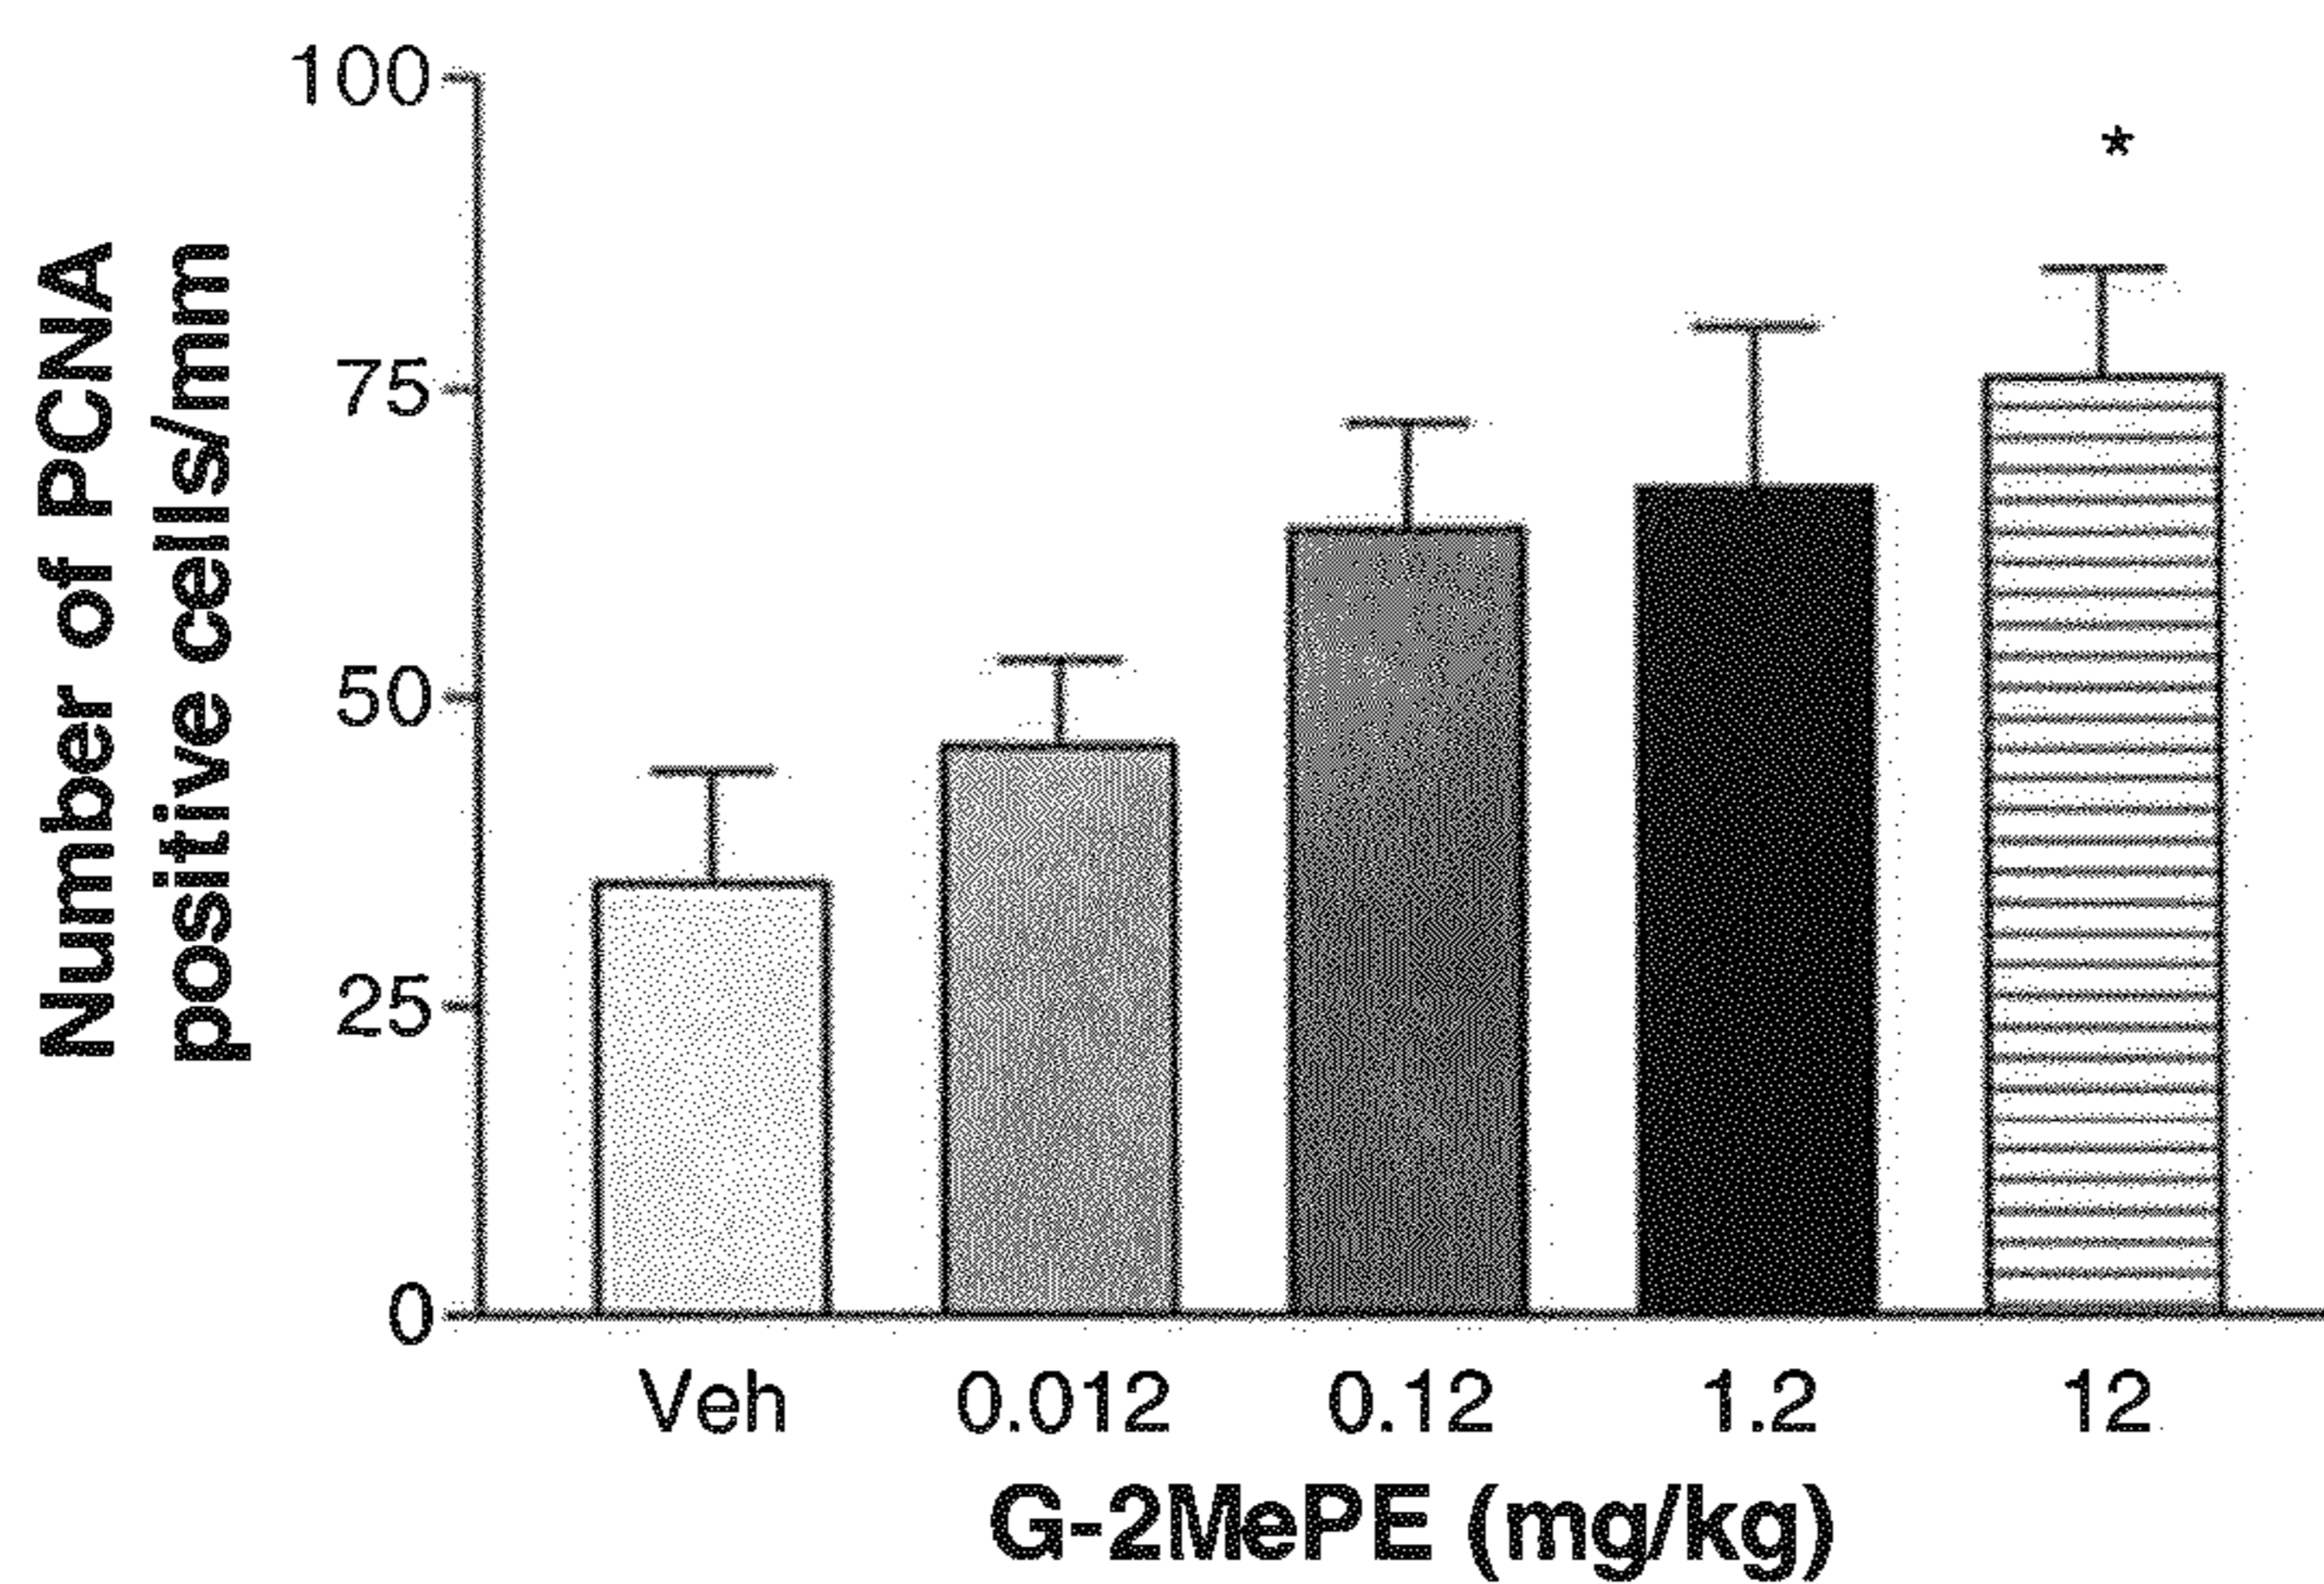 Number of PCNA
positive cells/mm
100
75
50
25
0
*
Veh 0.012 0.12 1.2 12
G-2MePE (mg/kg)